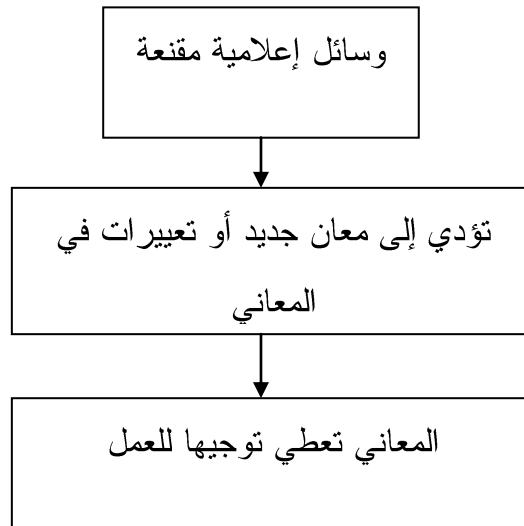 وسائل إعلامية مقنعة
تؤدي إلى معان جديد أو تعييرات في
المعاني
المعاني تعطي توجيها للعمل